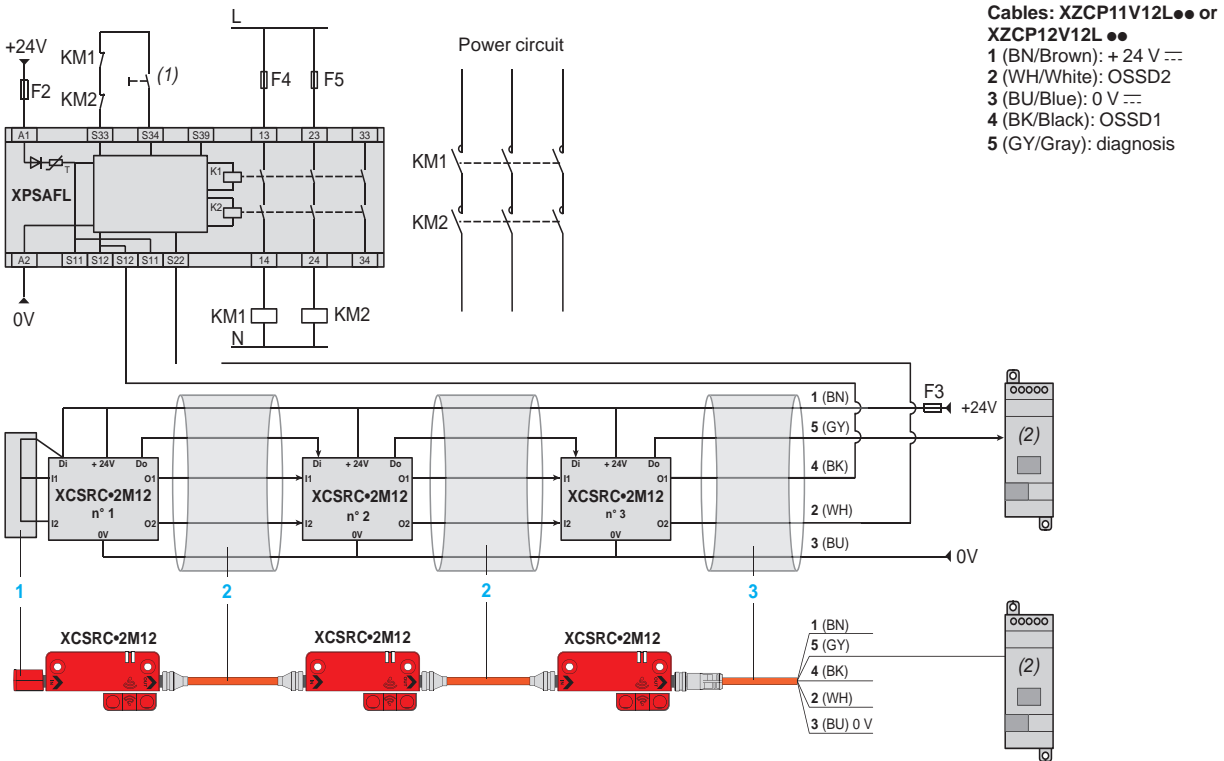 Cables: XZCP11V12L●● or
XZCP12V12L ●●
1 (BN/Brown): + 24 V ⎓
2 (WH/White): OSSD2
3 (BU/Blue): 0 V ⎓
4 (BK/Black): OSSD1
5 (GY/Gray): diagnosis
L
+24V
KM1
(1)
F2
KM2
F4
F5
Power circuit
A1 S33 S34 S39 13 23 33
T
K1
XPSAFL
K2
KM1
KM2
A2 S11 S12 S12 S11 S22 14 24 34
0V
KM1
KM2
N
1 (BN)
F3
+24V
5 (GY)
(2)
Di + 24V Do
Di + 24V Do
Di + 24V Do
4 (BK)
I1 O1
I1 O1
I1 O1
XCSRC•2M12
n° 1
XCSRC•2M12
n° 2
XCSRC•2M12
n° 3
I2 O2
I2 O2
I2 O2
2 (WH)
0V
0V
0V
3 (BU)
0V
1
2
2
3
XCSRC•2M12
XCSRC•2M12
XCSRC•2M12
1 (BN)
5 (GY)
4 (BK)
2 (WH)
3 (BU) 0 V
(2)